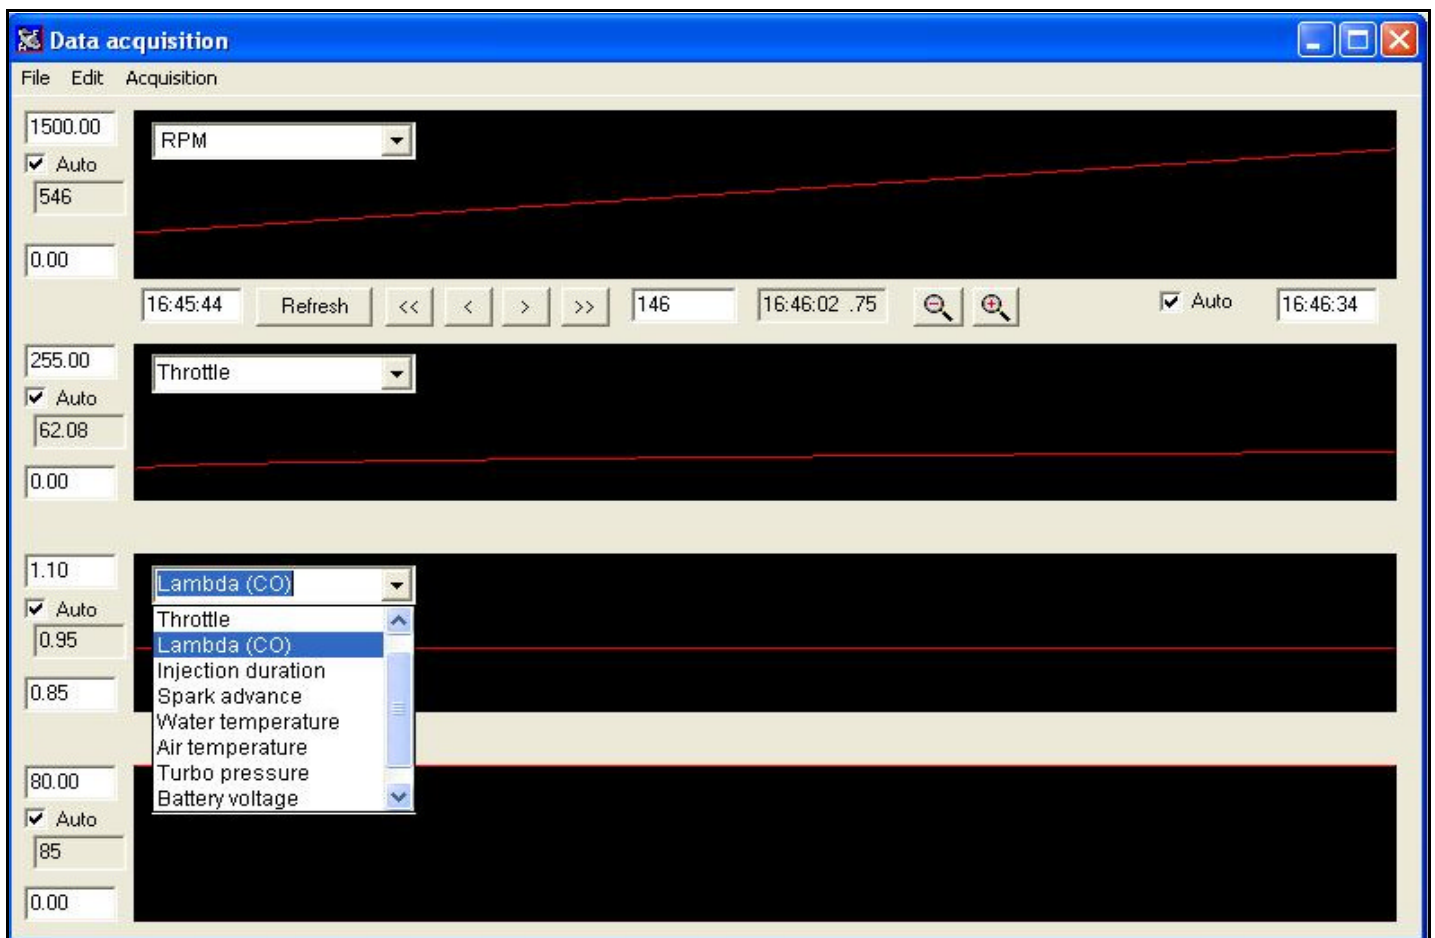 Data acquisition
File Edit Acquisition
1500.00
RPM
Auto
546
0.00
16:45:44 Refresh << < > >> 146 16:46:02 .75 Auto 16:46:34
255.00
Throttle
Auto
62.08
0.00
1.10
Lambda (CO)
Auto
0.95
0.85
Throttle
Lambda (CO)
Injection duration
Spark advance
Water temperature
Air temperature
Turbo pressure
Battery voltage
80.00
Auto
85
0.00